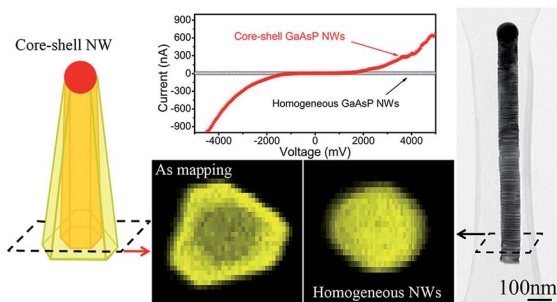 Core-shell NW
Current (nA)
900
600
300
0
-300
-600
-900
Core-shell GaAsP NWs
Homogeneous GaAsP NWs
-4000
-2000
0
2000
4000
Voltage (mV)
As mapping
Homogeneous NWs
100nm